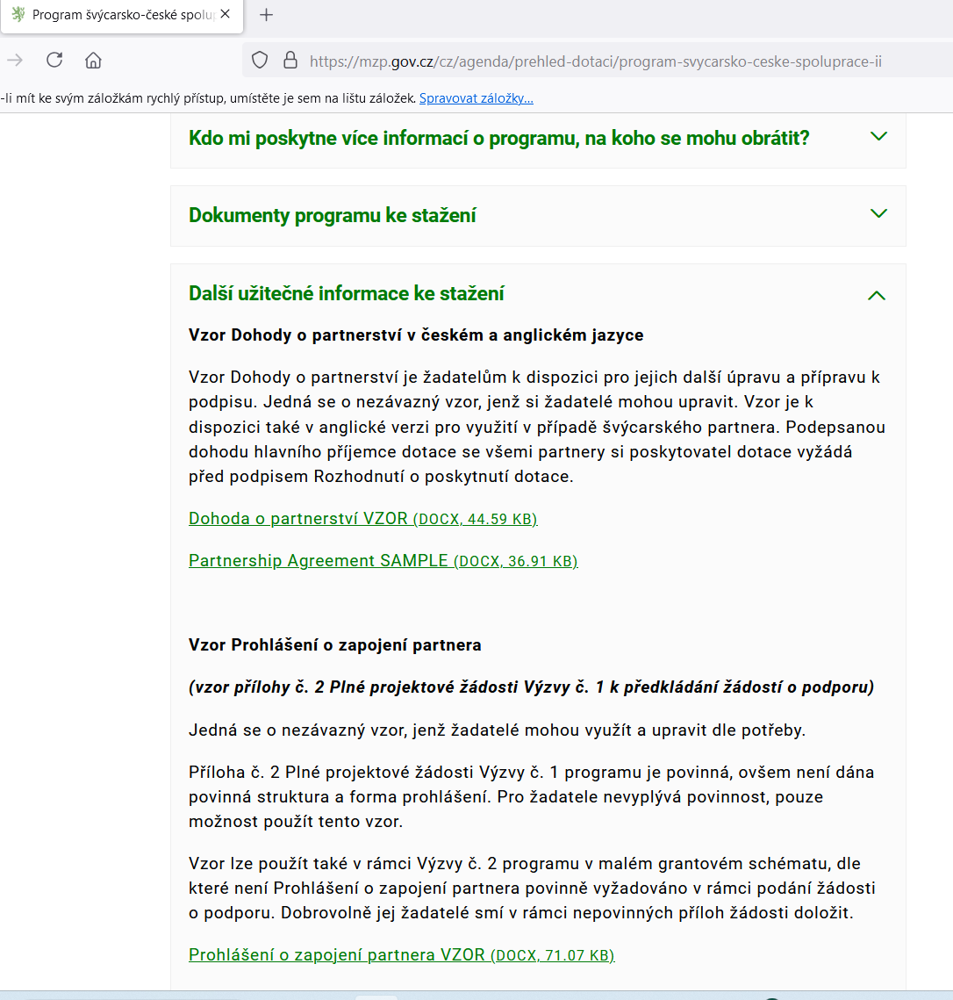 Program švýcarsko-české spolu
https://mzp.gov.cz/cz/agenda/prehled-dotaci/program-svycarsko-ceske-spoluprace-ii
-li mít ke svým záložkám rychlý přístup, umístěte je sem na lištu záložek. Spravovat záložky...
Kdo mi poskytne více informací o programu, na koho se mohu obrátit?
Dokumenty programu ke stažení
Další užitečné informace ke stažení
Vzor Dohody o partnerství v českém a anglickém jazyce
Vzor Dohody o partnerství je žadatelům k dispozici pro jejich další úpravu a přípravu k
podpisu. Jedná se o nezávazný vzor, jenž si žadatelé mohou upravit. Vzor je k
dispozici také v anglické verzi pro využití v případě švýcarského partnera. Podepsanou
dohodu hlavního příjemce dotace se všemi partnery si poskytovatel dotace vyžádá
před podpisem Rozhodnutí o poskytnutí dotace.
Dohoda o partnerství VZOR (DOCX, 44.59 KB)
Partnership Agreement SAMPLE (DOCX, 36.91 KB)
Vzor Prohlášení o zapojení partnera
(vzor přílohy č. 2 Plné projektové žádosti Výzvy č. 1 k předkládání žádostí o podporu)
Jedná se o nezávazný vzor, jenž žadatelé mohou využít a upravit dle potřeby.
Příloha č. 2 Plné projektové žádosti Výzvy č. 1 programu je povinná, ovšem není dána
povinná struktura a forma prohlášení. Pro žadatele nevyplývá povinnost, pouze
možnost použít tento vzor.
Vzor lze použít také v rámci Výzvy č. 2 programu v malém grantovém schématu, dle
které není Prohlášení o zapojení partnera povinně vyžadováno v rámci podání žádosti
o podporu. Dobrovolně jej žadatelé smí v rámci nepovinných příloh žádosti doložit.
Prohlášení o zapojení partnera VZOR (DOCX, 71.07 KB)